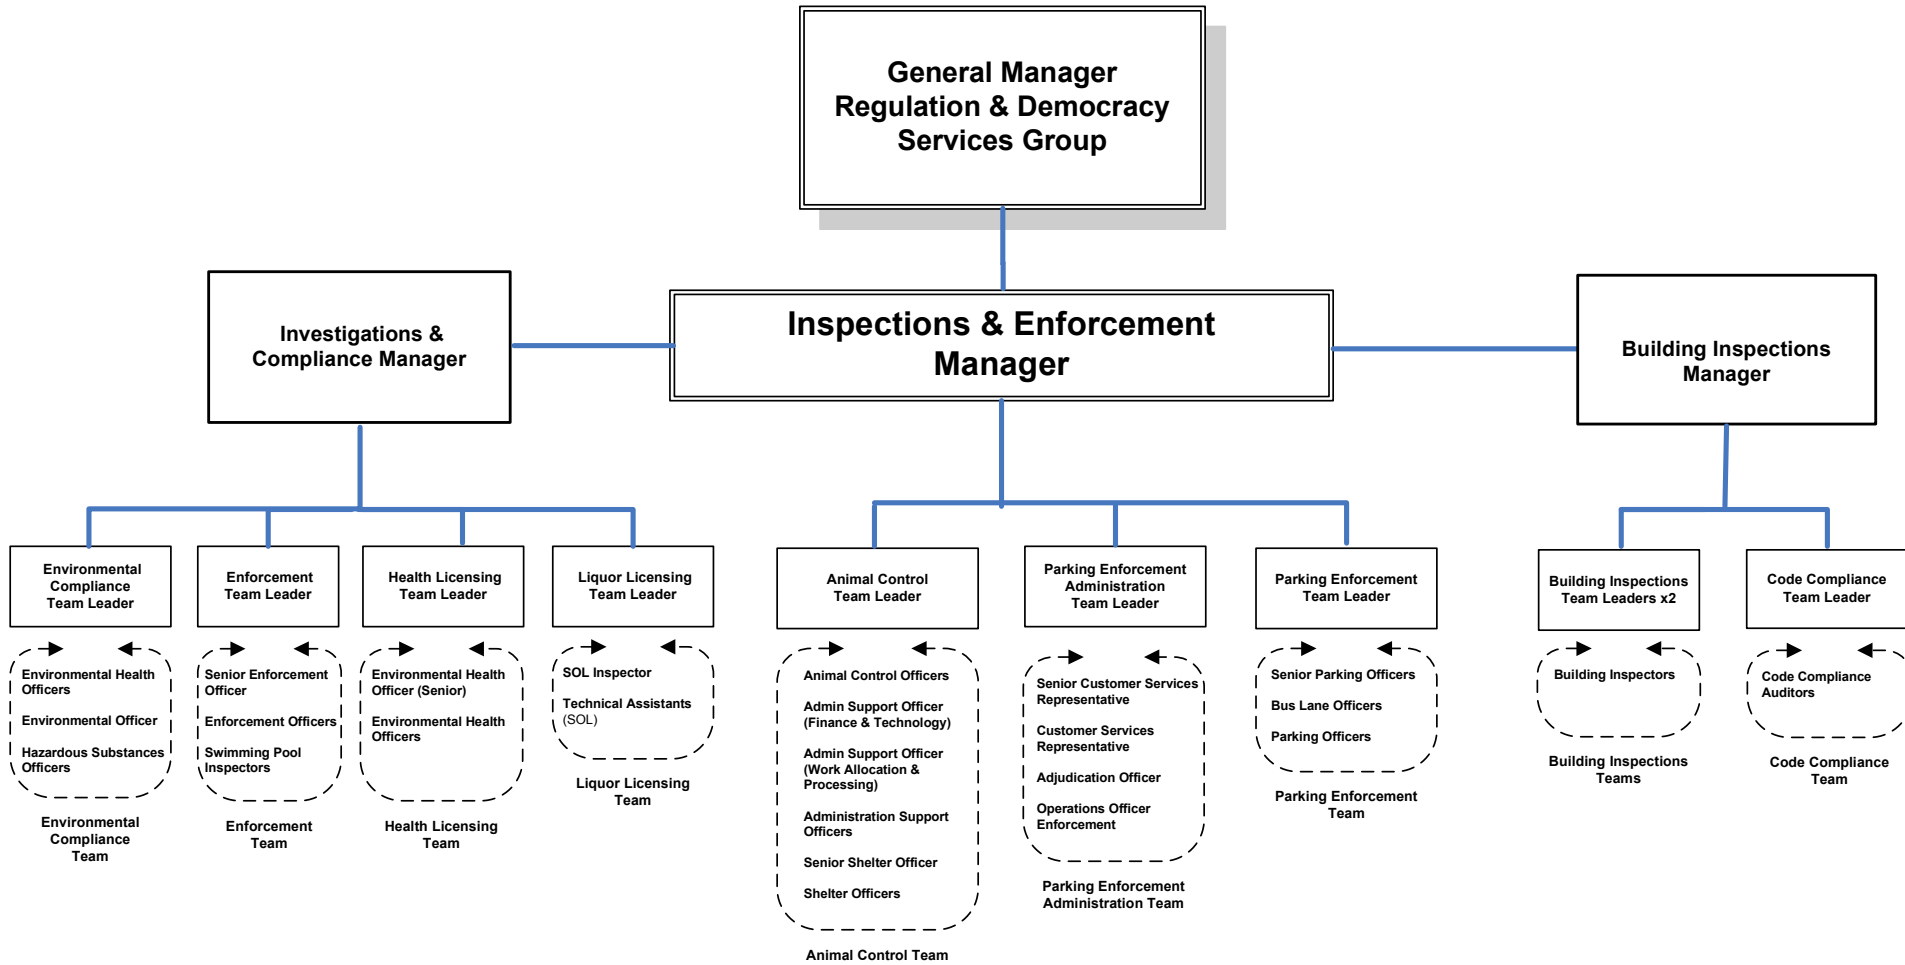 General Manager
Regulation & Democracy
Services Group
Investigations &
Compliance Manager
Inspections & Enforcement
Manager
Building Inspections
Manager
Environmental
Compliance
Team Leader
Enforcement
Team Leader
Health Licensing
Team Leader
Liquor Licensing
Team Leader
Animal Control
Team Leader
Parking Enforcement
Administration
Team Leader
Parking Enforcement
Team Leader
Building Inspections
Team Leaders x2
Code Compliance
Team Leader
Environmental Health
Officers
Environmental Officer
Hazardous Substances
Officers
Environmental
Compliance
Team
Senior Enforcement
Officer
Enforcement Officers
Swimming Pool
Inspectors
Enforcement
Team
Environmental Health
Officer (Senior)
Environmental Health
Officers
Health Licensing
Team
SOL Inspector
Technical Assistants
(SOL)
Liquor Licensing
Team
Animal Control Officers
Admin Support Officer
(Finance & Technology)
Admin Support Officer
(Work Allocation &
Processing)
Administration Support
Officers
Senior Shelter Officer
Shelter Officers
Animal Control Team
Senior Customer Services
Representative
Customer Services
Representative
Adjudication Officer
Operations Officer
Enforcement
Parking Enforcement
Administration Team
Senior Parking Officers
Bus Lane Officers
Parking Officers
Parking Enforcement
Team
Building Inspectors
Building Inspections
Teams
Code Compliance
Auditors
Code Compliance
Team